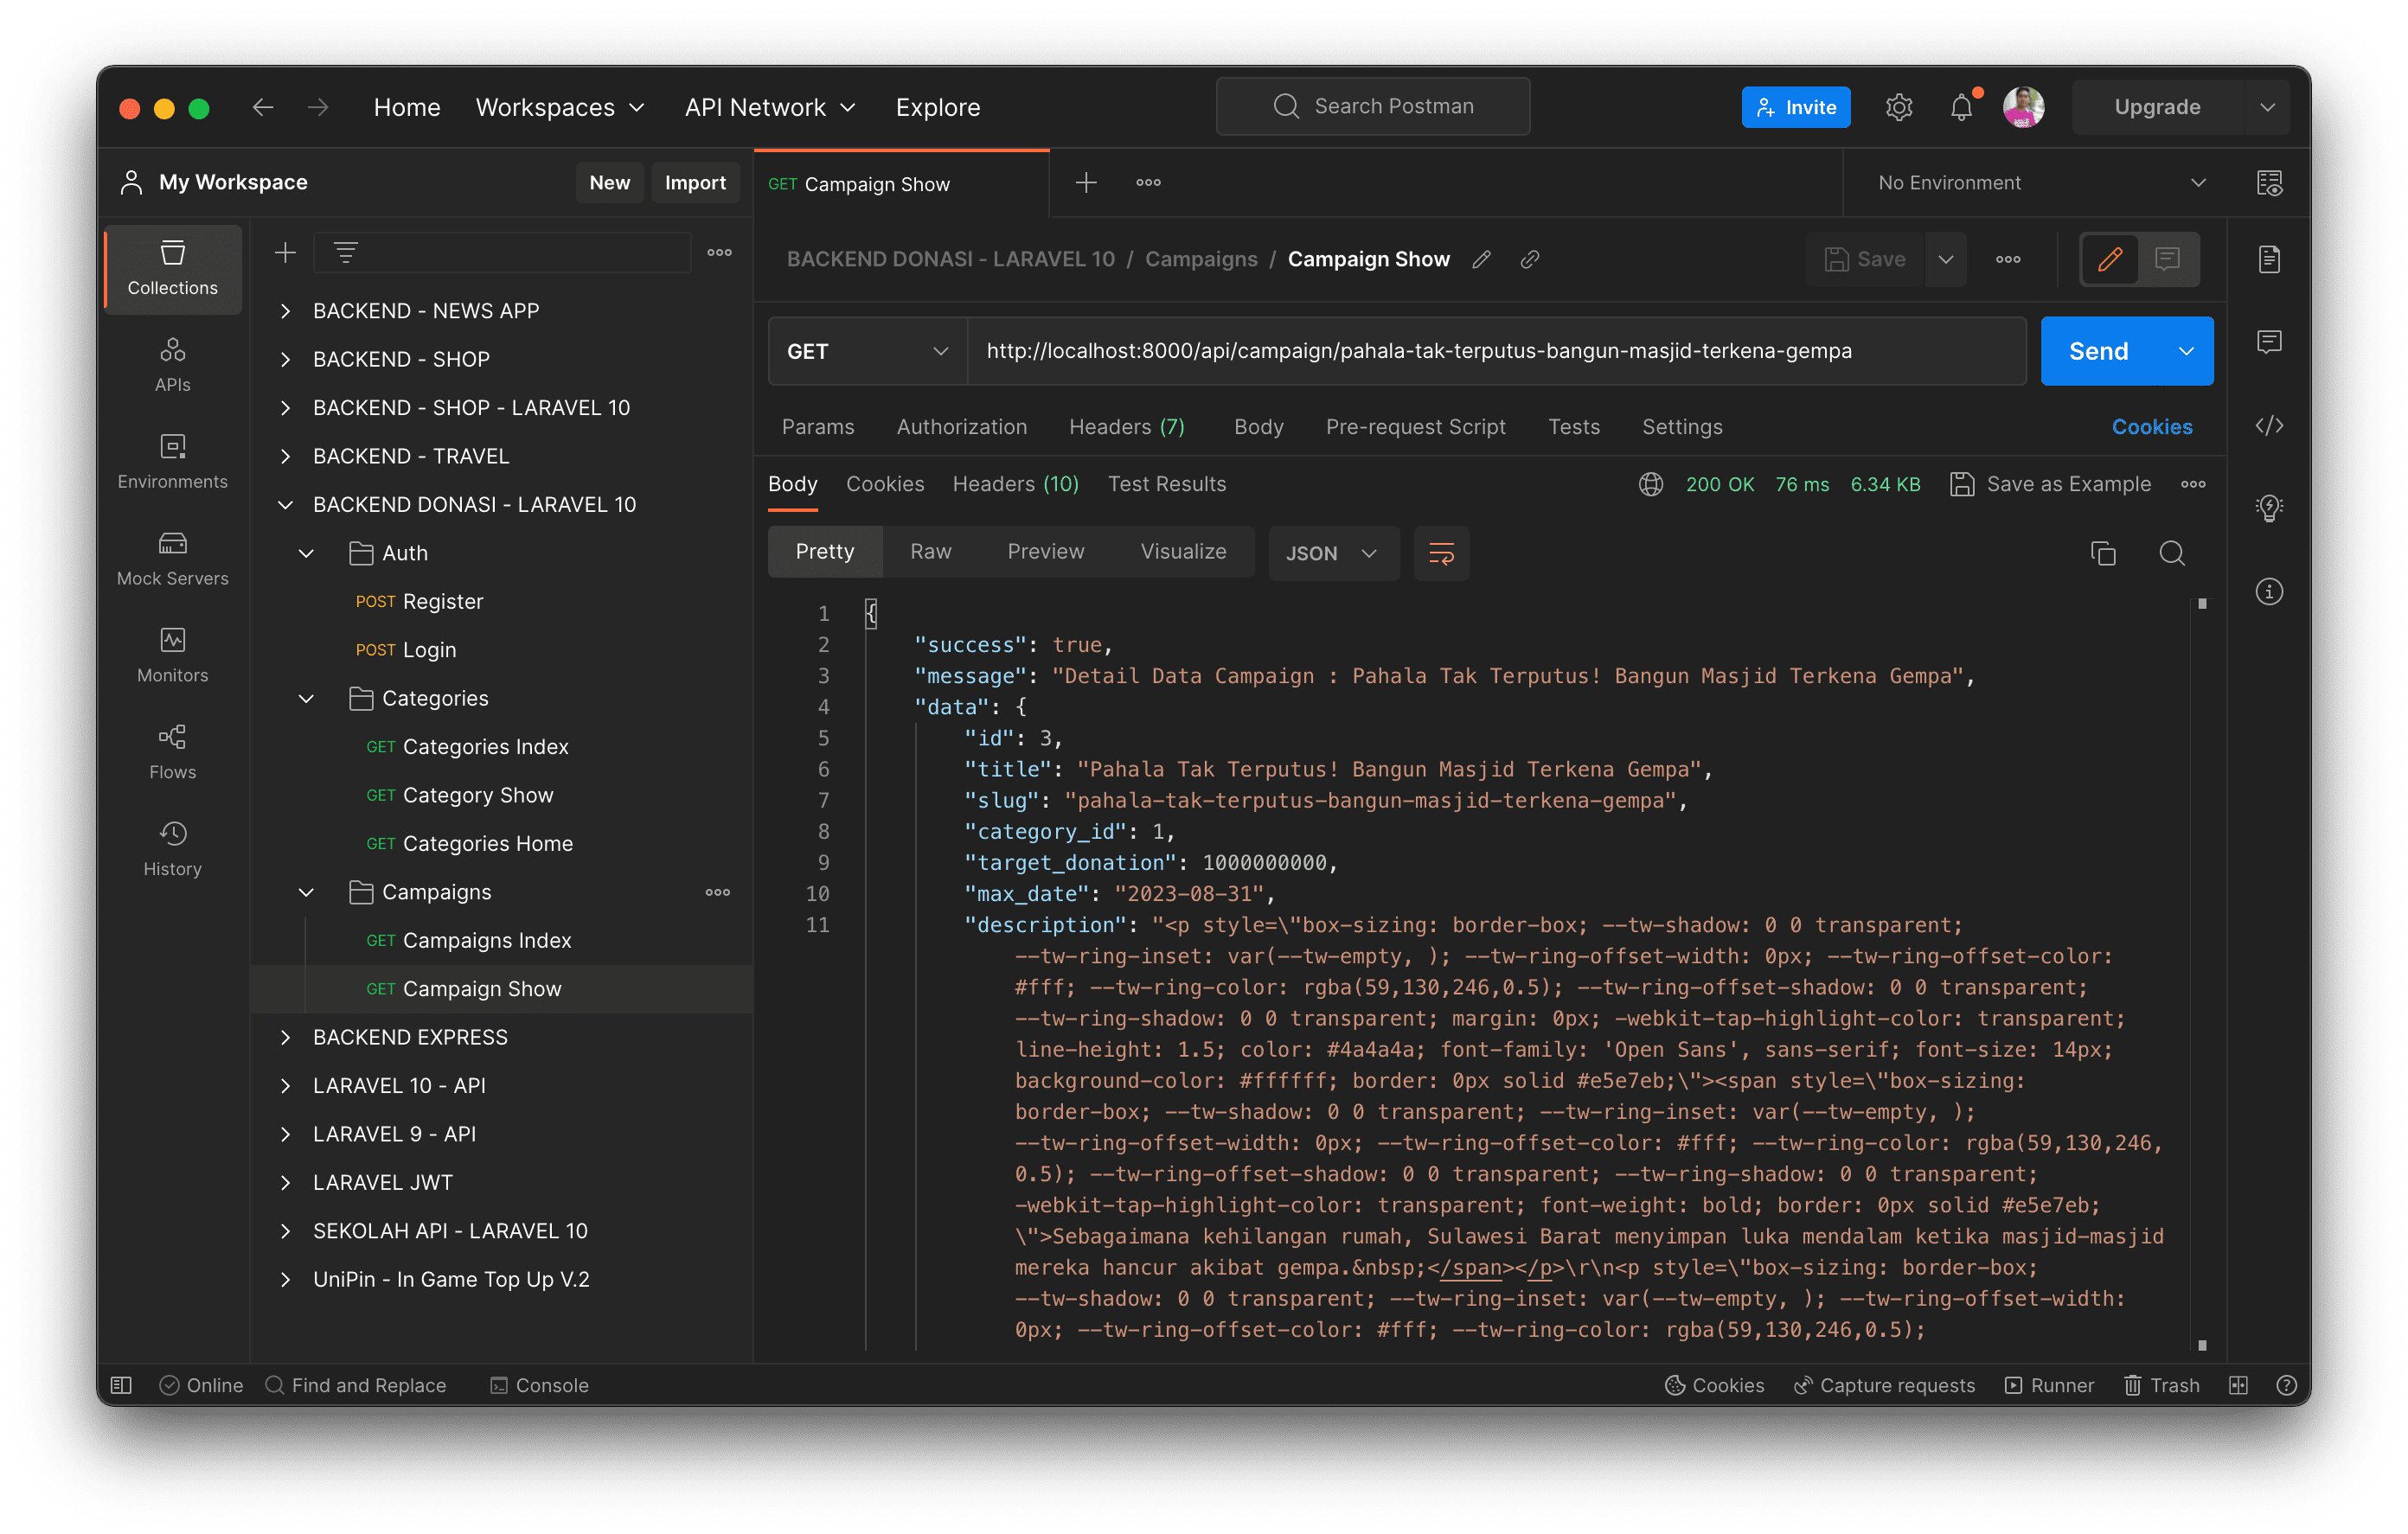 Home Workspaces API Network Explore Search Postman Invite Upgrade
My Workspace New Import
GET Campaign Show No Environment
Collections
APIs
Environments
Mock Servers
Monitors
Flows
History
BACKEND - NEWS APP
BACKEND - SHOP
BACKEND - SHOP - LARAVEL 10
BACKEND - TRAVEL
BACKEND DONASI - LARAVEL 10
Auth
POST Register
POST Login
Categories
GET Categories Index
GET Category Show
GET Categories Home
Campaigns
GET Campaigns Index
GET Campaign Show
BACKEND EXPRESS
LARAVEL 10 - API
LARAVEL 9 - API
LARAVEL JWT
SEKOLAH API - LARAVEL 10
UniPin - In Game Top Up V.2
BACKEND DONASI - LARAVEL 10 / Campaigns / Campaign Show Save
GET http://localhost:8000/api/campaign/pahala-tak-terputus-bangun-masjid-terkena-gempa Send
Params Authorization Headers (7) Body Pre-request Script Tests Settings Cookies
Body Cookies Headers (10) Test Results 200 OK 76 ms 6.34 KB Save as Example
Pretty Raw Preview Visualize JSON
1 {
2 "success": true,
3 "message": "Detail Data Campaign : Pahala Tak Terputus! Bangun Masjid Terkena Gempa",
4 "data": {
5 "id": 3,
6 "title": "Pahala Tak Terputus! Bangun Masjid Terkena Gempa",
7 "slug": "pahala-tak-terputus-bangun-masjid-terkena-gempa",
8 "category_id": 1,
9 "target_donation": 1000000000,
10 "max_date": "2023-08-31",
11 "description": "<p style=\"box-sizing: border-box; --tw-shadow: 0 0 transparent;
--tw-ring-inset: var(--tw-empty, ); --tw-ring-offset-width: 0px; --tw-ring-offset-color:
#fff; --tw-ring-color: rgba(59,130,246,0.5); --tw-ring-offset-shadow: 0 0 transparent;
--tw-ring-shadow: 0 0 transparent; margin: 0px; -webkit-tap-highlight-color: transparent;
line-height: 1.5; color: #4a4a4a; font-family: 'Open Sans', sans-serif; font-size: 14px;
background-color: #ffffff; border: 0px solid #e5e7eb;\"><span style=\"box-sizing:
border-box; --tw-shadow: 0 0 transparent; --tw-ring-inset: var(--tw-empty, );
--tw-ring-offset-width: 0px; --tw-ring-offset-color: #fff; --tw-ring-color: rgba(59,130,246,
0.5); --tw-ring-offset-shadow: 0 0 transparent; --tw-ring-shadow: 0 0 transparent;
-webkit-tap-highlight-color: transparent; font-weight: bold; border: 0px solid #e5e7eb;
\">Sebagaimana kehilangan rumah, Sulawesi Barat menyimpan luka mendalam ketika masjid-masjid
mereka hancur akibat gempa.&nbsp;</span></p>\r\n<p style=\"box-sizing: border-box;
--tw-shadow: 0 0 transparent; --tw-ring-inset: var(--tw-empty, ); --tw-ring-offset-width:
0px; --tw-ring-offset-color: #fff; --tw-ring-color: rgba(59,130,246,0.5);
Online Find and Replace Console Cookies Capture requests Runner Trash